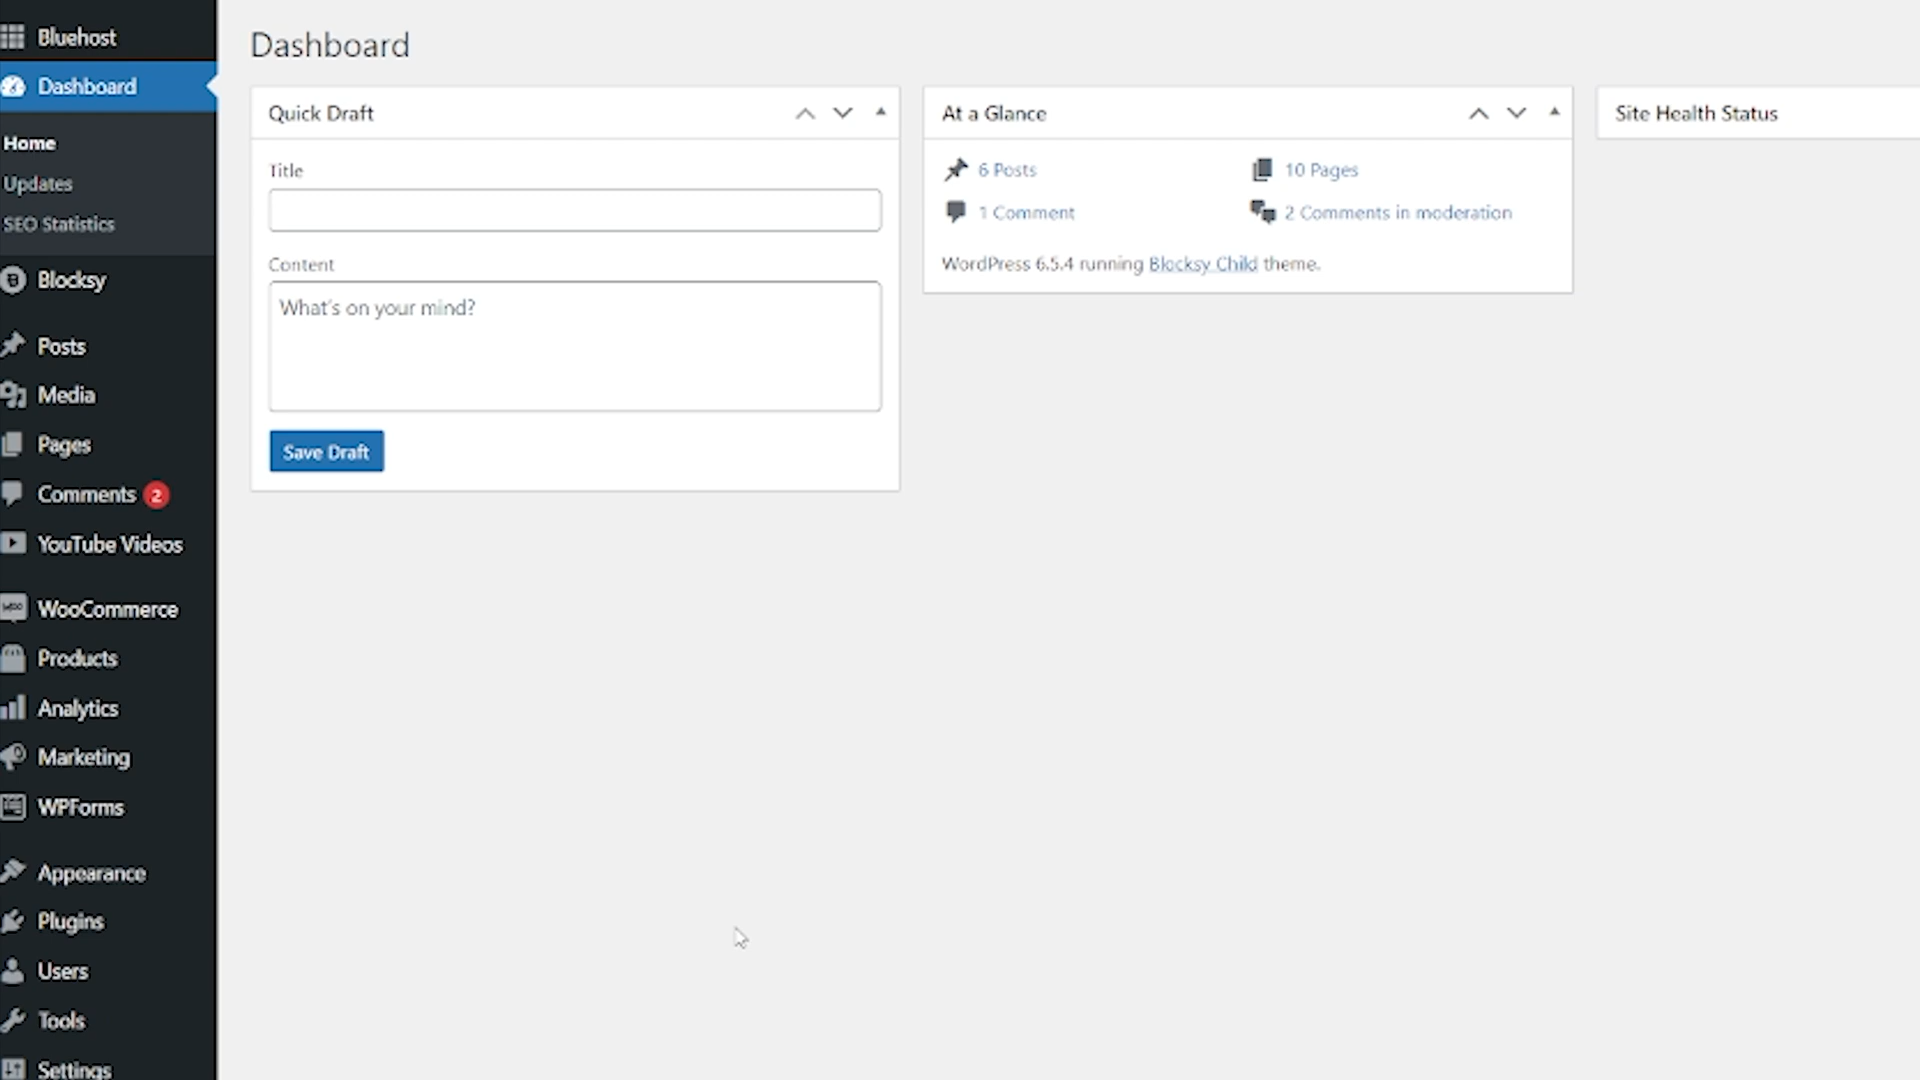 Bluehost
Dashboard
Home
Updates
SEO Statistics
Blocksy
Posts
Media
Pages
Comments 2
YouTube Videos
WooCommerce
Products
Analytics
Marketing
WPForms
Appearance
Plugins
Users
Tools
Settings
Dashboard
Quick Draft
Title
Content
What's on your mind?
Save Draft
At a Glance
6 Posts
10 Pages
1 Comment
2 Comments in moderation
WordPress 6.5.4 running Blocksy Child theme.
Site Health Status